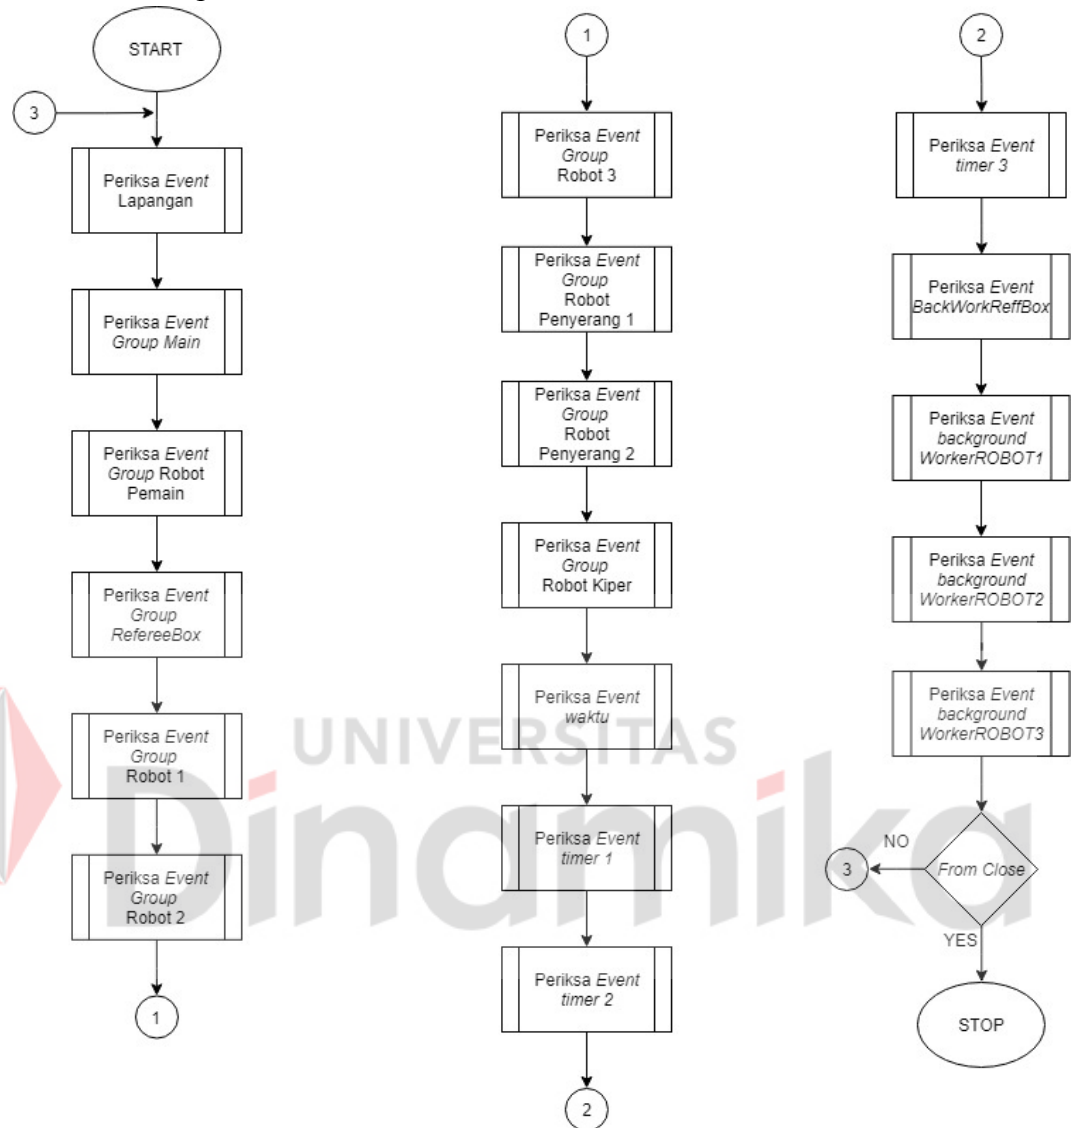 START
3
Periksa Event
Lapangan
Periksa Event
Group Main
Periksa Event
Group Robot
Pemain
Periksa Event
Group
RefereeBox
Periksa Event
Group
Robot 1
Periksa Event
Group
Robot 2
1
1
Periksa Event
Group
Robot 3
Periksa Event
Group
Robot
Penyerang 1
Periksa Event
Group
Robot
Penyerang 2
Periksa Event
Group
Robot Kiper
Periksa Event
waktu
Periksa Event
timer 1
Periksa Event
timer 2
2
2
Periksa Event
timer 3
Periksa Event
BackWorkReffBox
Periksa Event
background
WorkerROBOT1
Periksa Event
background
WorkerROBOT2
Periksa Event
background
WorkerROBOT3
From Close
NO
3
YES
STOP
UNIVERSITAS
Dinamika